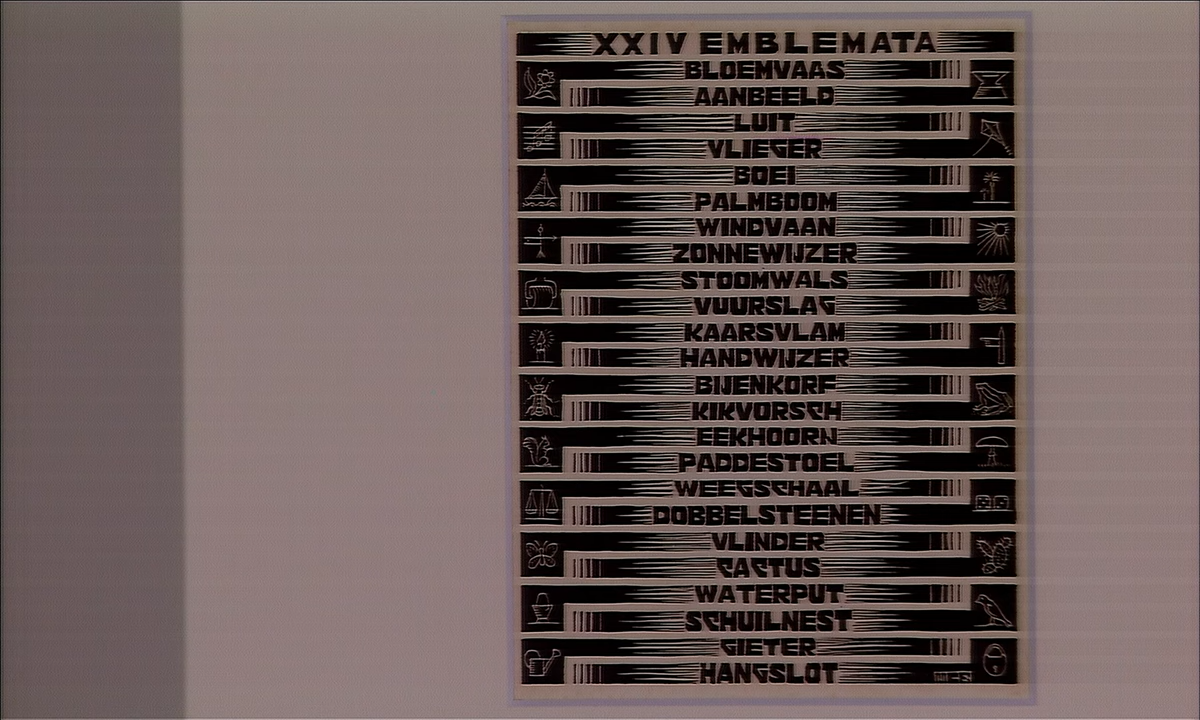 XXIV EMBLEMATA
BLOEMVAAS
AANBEELD
LUIT
VLIEGER
BOEI
PALMBOOM
WINDVAAN
ZONNEWIJZER
STOOMWALS
VUURSLAG
KAARSVLAM
HANDWIJZER
BIJENKORF
KIKVORSCH
EEKHOORN
PADDESTOEL
WEEGSCHAAL
DOBBELSTEENEN
VLINDER
CACTUS
WATERPUT
SCHUILNEST
GIETER
HANGSLOT
MCE